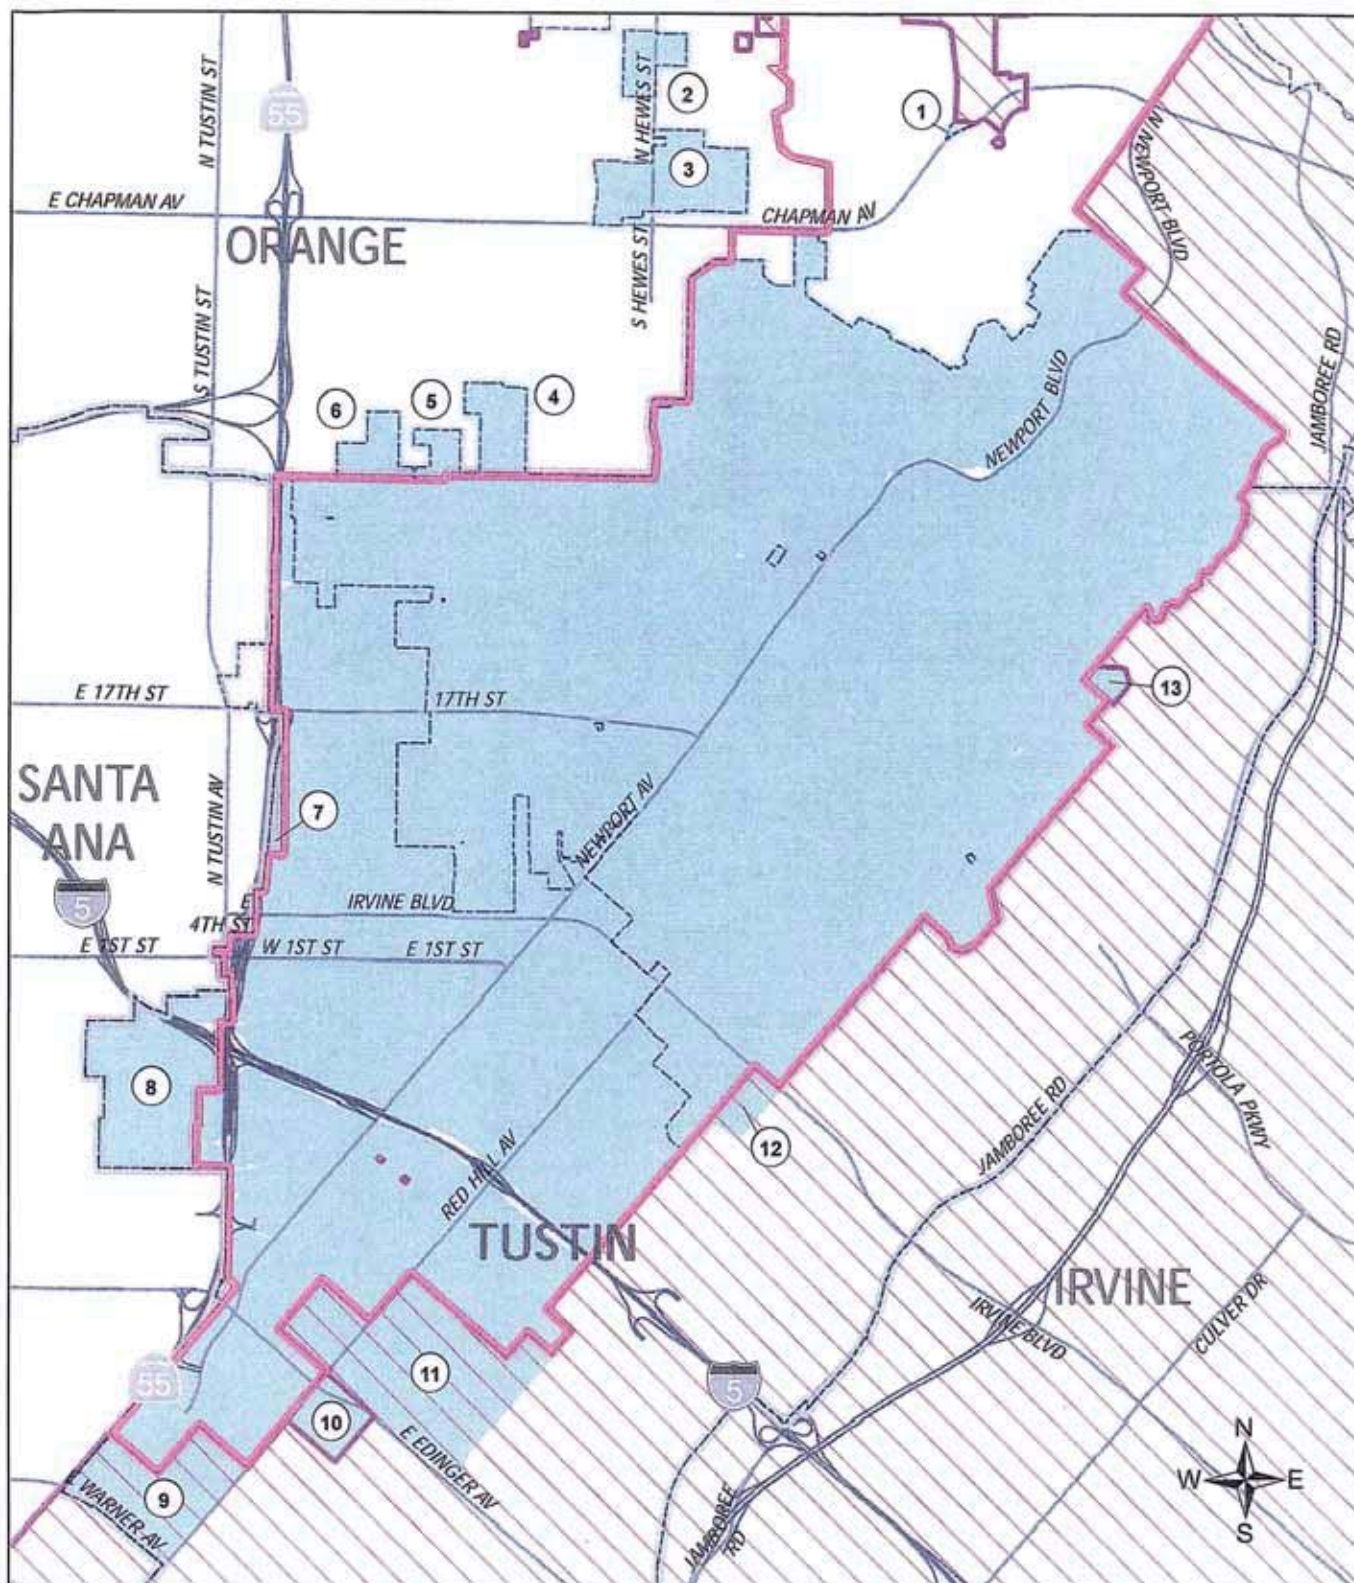 N TUSTIN ST
55
N HEWES ST
2
1
N NEWPORT BLVD
3
E CHAPMAN AV
CHAPMAN AV
ORANGE
S HEWES ST
S TUSTIN ST
JAMBOREE RD
6
5
4
NEWPORT BLVD
13
E 17TH ST
17TH ST
SANTA
ANA
N TUSTIN AV
7
NEWPORT AV
5
E
4TH ST
IRVINE BLVD
E 1ST ST
W 1ST ST
E 1ST ST
PORTOLA PKWY
8
JAMBOREE RD
12
RED HILL AV
TUSTIN
IRVINE
IRVINE BLVD
CULVER DR
55
11
5
10
E EDINGER AV
9
E WARNER AV
JAMBOREE
RD
N
W
E
S